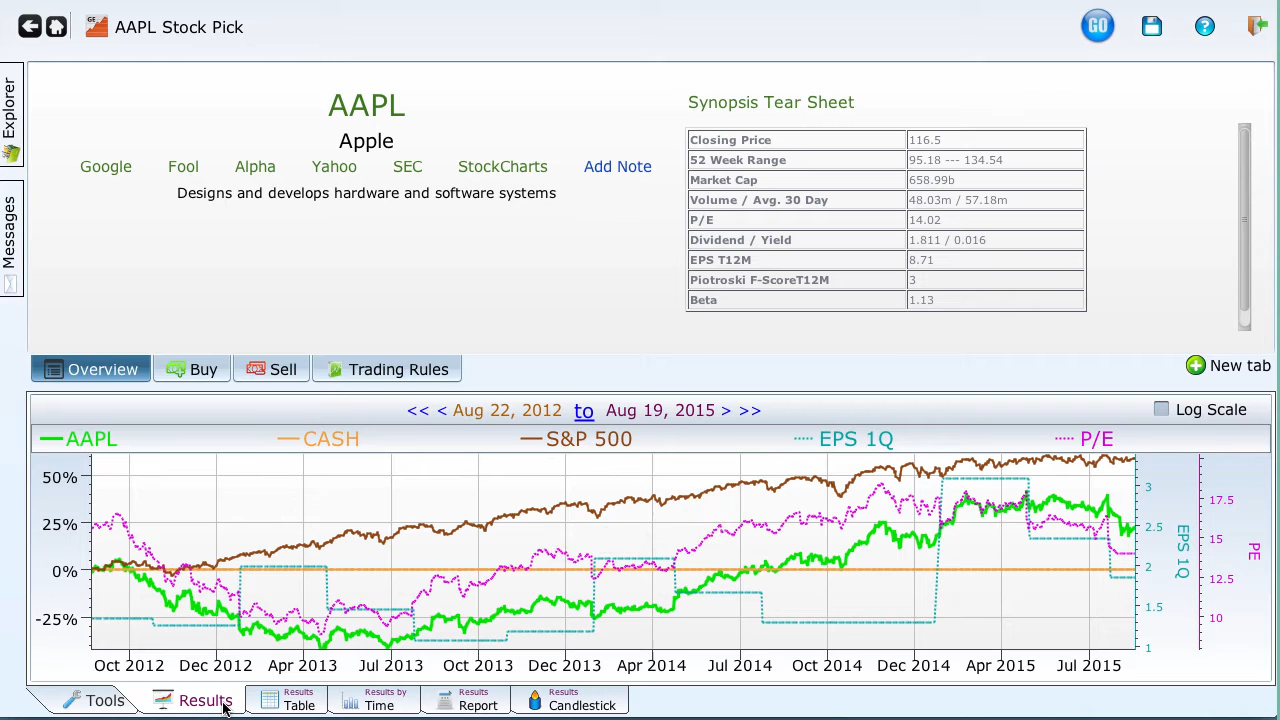 GE AAPL Stock Pick GO ?
Explorer
Messages
AAPL
Apple
Google Fool Alpha Yahoo SEC StockCharts Add Note
Designs and develops hardware and software systems
Synopsis Tear Sheet
Closing Price 116.5
52 Week Range 95.18 --- 134.54
Market Cap 658.99b
Volume / Avg. 30 Day 48.03m / 57.18m
P/E 14.02
Dividend / Yield 1.811 / 0.016
EPS T12M 8.71
Piotroski F-ScoreT12M 3
Beta 1.13
Overview Buy Sell Trading Rules New tab
<< < Aug 22, 2012 to Aug 19, 2015 > >> Log Scale
AAPL CASH S&P 500 EPS 1Q P/E
50%
25%
0%
-25%
3
2.5
2
1.5
1
EPS 1Q
17.5
15
12.5
10
PE
Oct 2012 Dec 2012 Apr 2013 Jul 2013 Oct 2013 Dec 2013 Apr 2014 Jul 2014 Oct 2014 Dec 2014 Apr 2015 Jul 2015
Tools Results Results Table Results by Time Results Report Results Candlestick